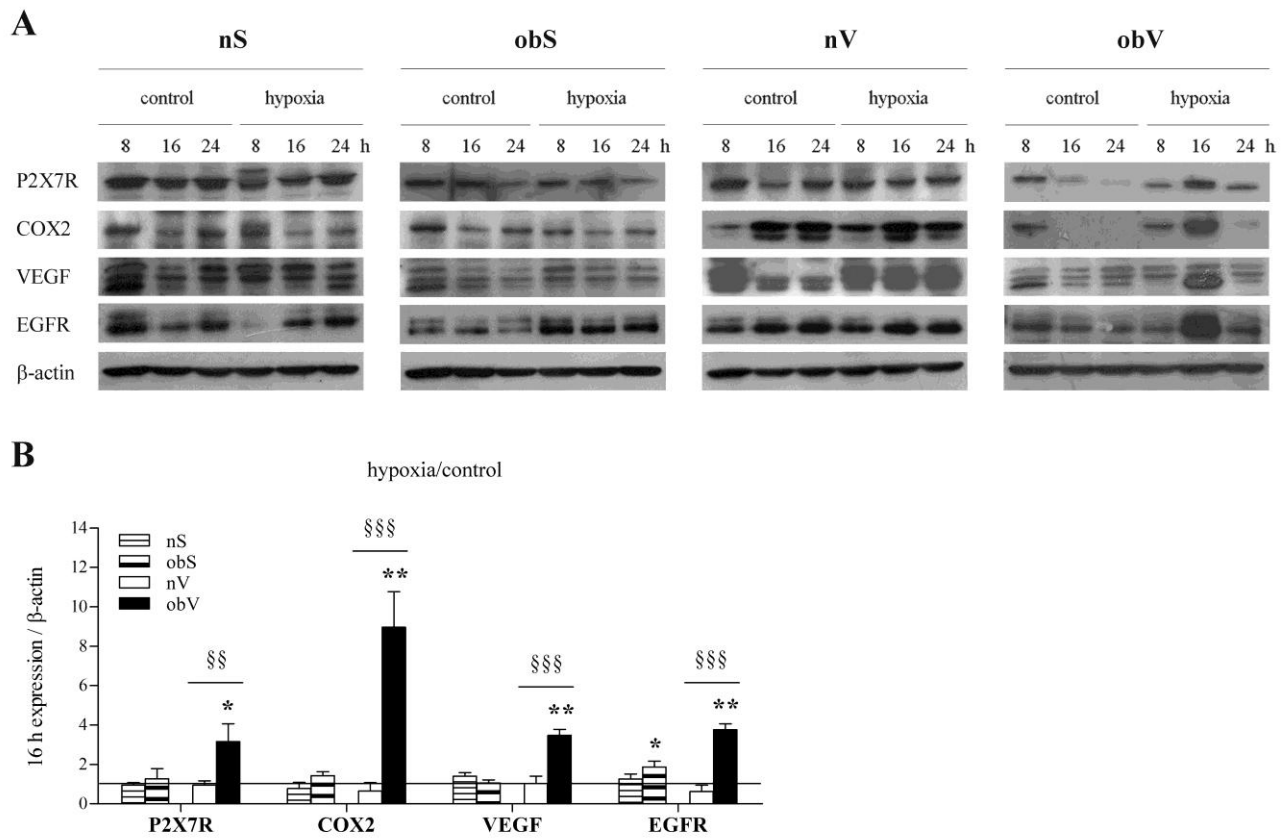 A
nS obS nV obV
control hypoxia control hypoxia control hypoxia control hypoxia
8 16 24 8 16 24 h 8 16 24 8 16 24 h 8 16 24 8 16 24 h 8 16 24 8 16 24 h
P2X7R
COX2
VEGF
EGFR
β-actin
B
hypoxia/control
16 h expression / β-actin
14
12
10
8
6
4
2
0
nS
obS
nV
obV
§§ §§§ §§§ §§§
* ** ** * **
P2X7R COX2 VEGF EGFR